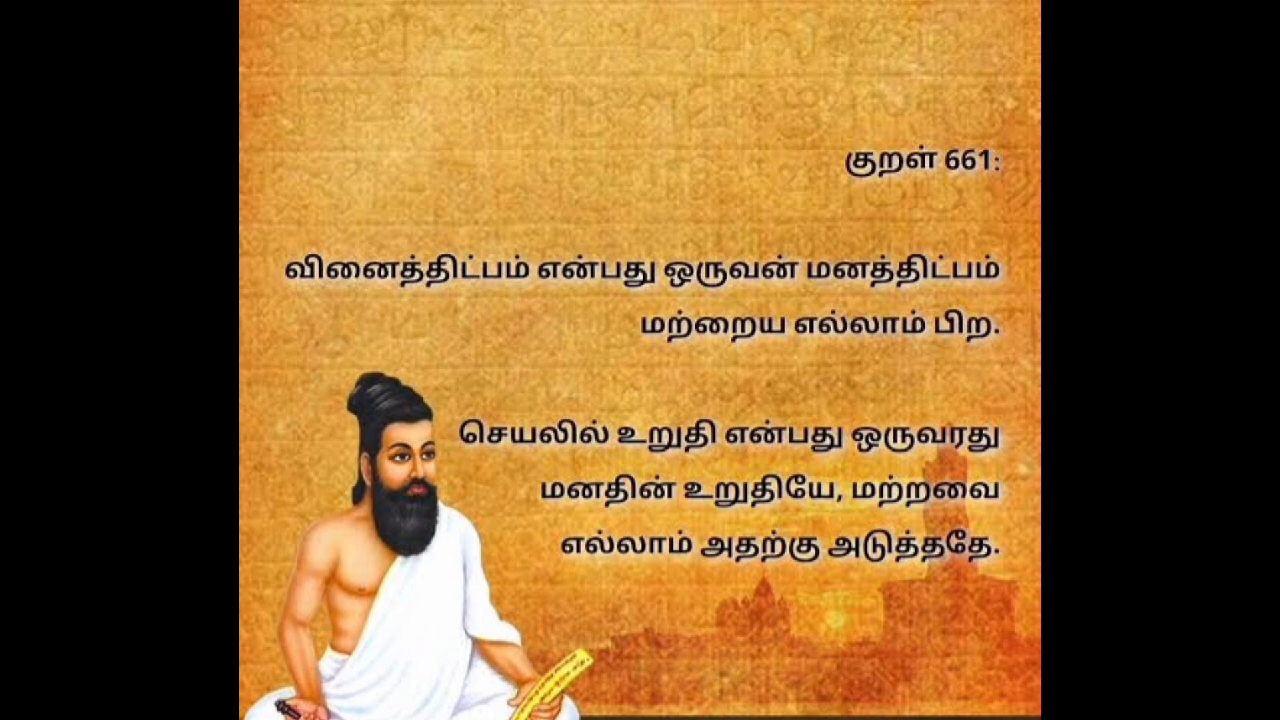 குறள் 661:
வினைத்திட்பம் என்பது ஒருவன் மனத்திட்பம்
மற்றைய எல்லாம் பிற.
செயலில் உறுதி என்பது ஒருவரது
மனதின் உறுதியே, மற்றவை
எல்லாம் அதற்கு அடுத்ததே.